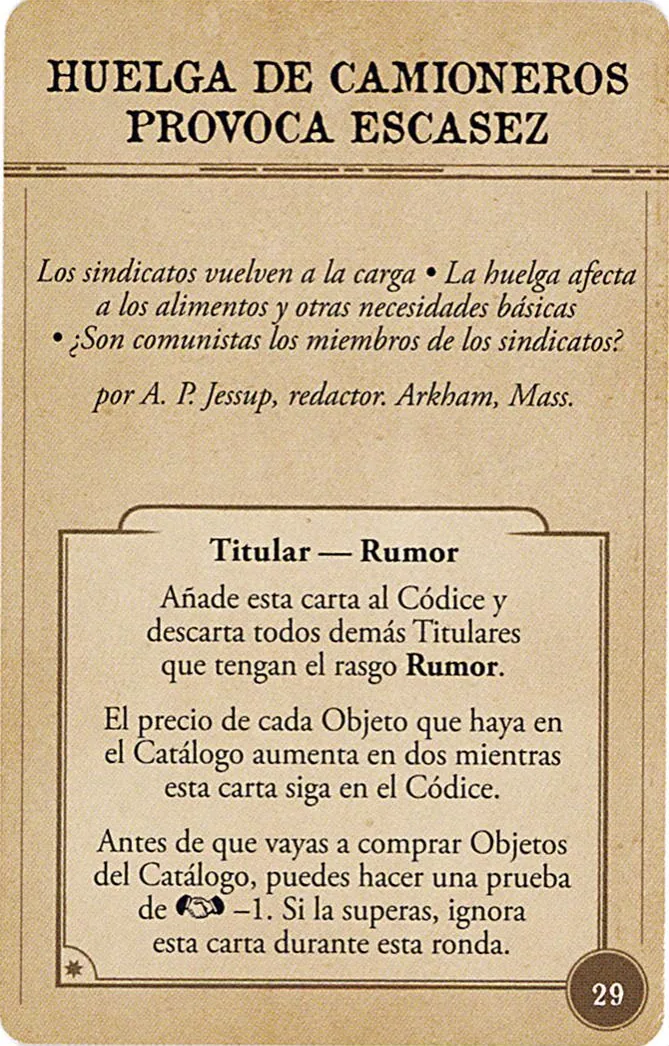 HUELGA DE CAMIONEROS
PROVOCA ESCASEZ
Los sindicatos vuelven a la carga • La huelga afecta
a los alimentos y otras necesidades básicas
• ¿Son comunistas los miembros de los sindicatos?
por A. P. Jessup, redactor. Arkham, Mass.
Titular — Rumor
Añade esta carta al Códice y
descarta todos demás Titulares
que tengan el rasgo Rumor.
El precio de cada Objeto que haya en
el Catálogo aumenta en dos mientras
esta carta siga en el Códice.
Antes de que vayas a comprar Objetos
del Catálogo, puedes hacer una prueba
de –1. Si la superas, ignora
esta carta durante esta ronda.
29